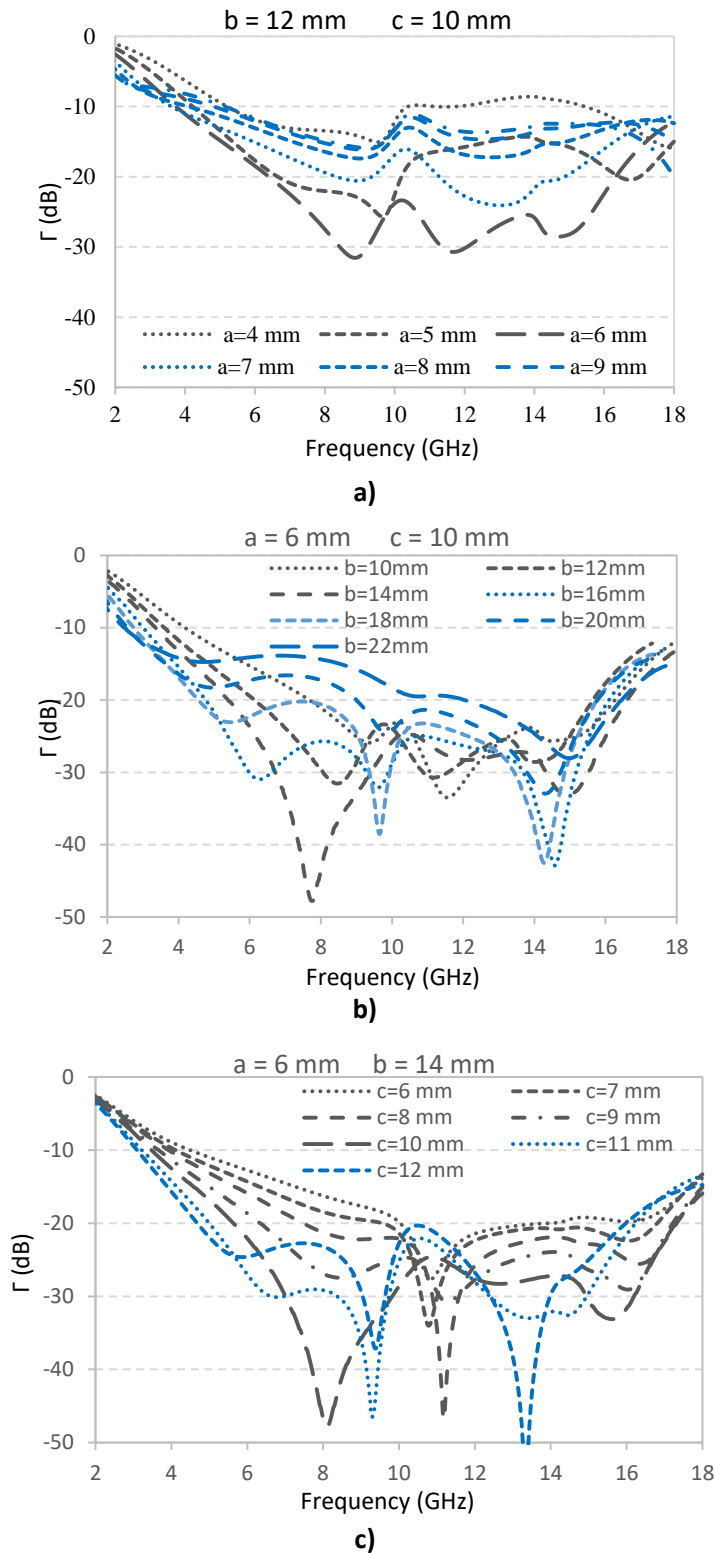 b = 12 mm c = 10 mm
0
-10
-20
-30
-40
-50
Γ (dB)
a=4 mm a=5 mm a=6 mm
a=7 mm a=8 mm a=9 mm
2 4 6 8 10 12 14 16 18
Frequency (GHz)
a)
a = 6 mm c = 10 mm
0
-10
-20
-30
-40
-50
Γ (dB)
b=10mm b=12mm
b=14mm b=16mm
b=18mm b=20mm
b=22mm
2 4 6 8 10 12 14 16 18
Frequency (GHz)
b)
a = 6 mm b = 14 mm
0
-10
-20
-30
-40
-50
Γ (dB)
c=6 mm c=7 mm
c=8 mm c=9 mm
c=10 mm c=11 mm
c=12 mm
2 4 6 8 10 12 14 16 18
Frequency (GHz)
c)